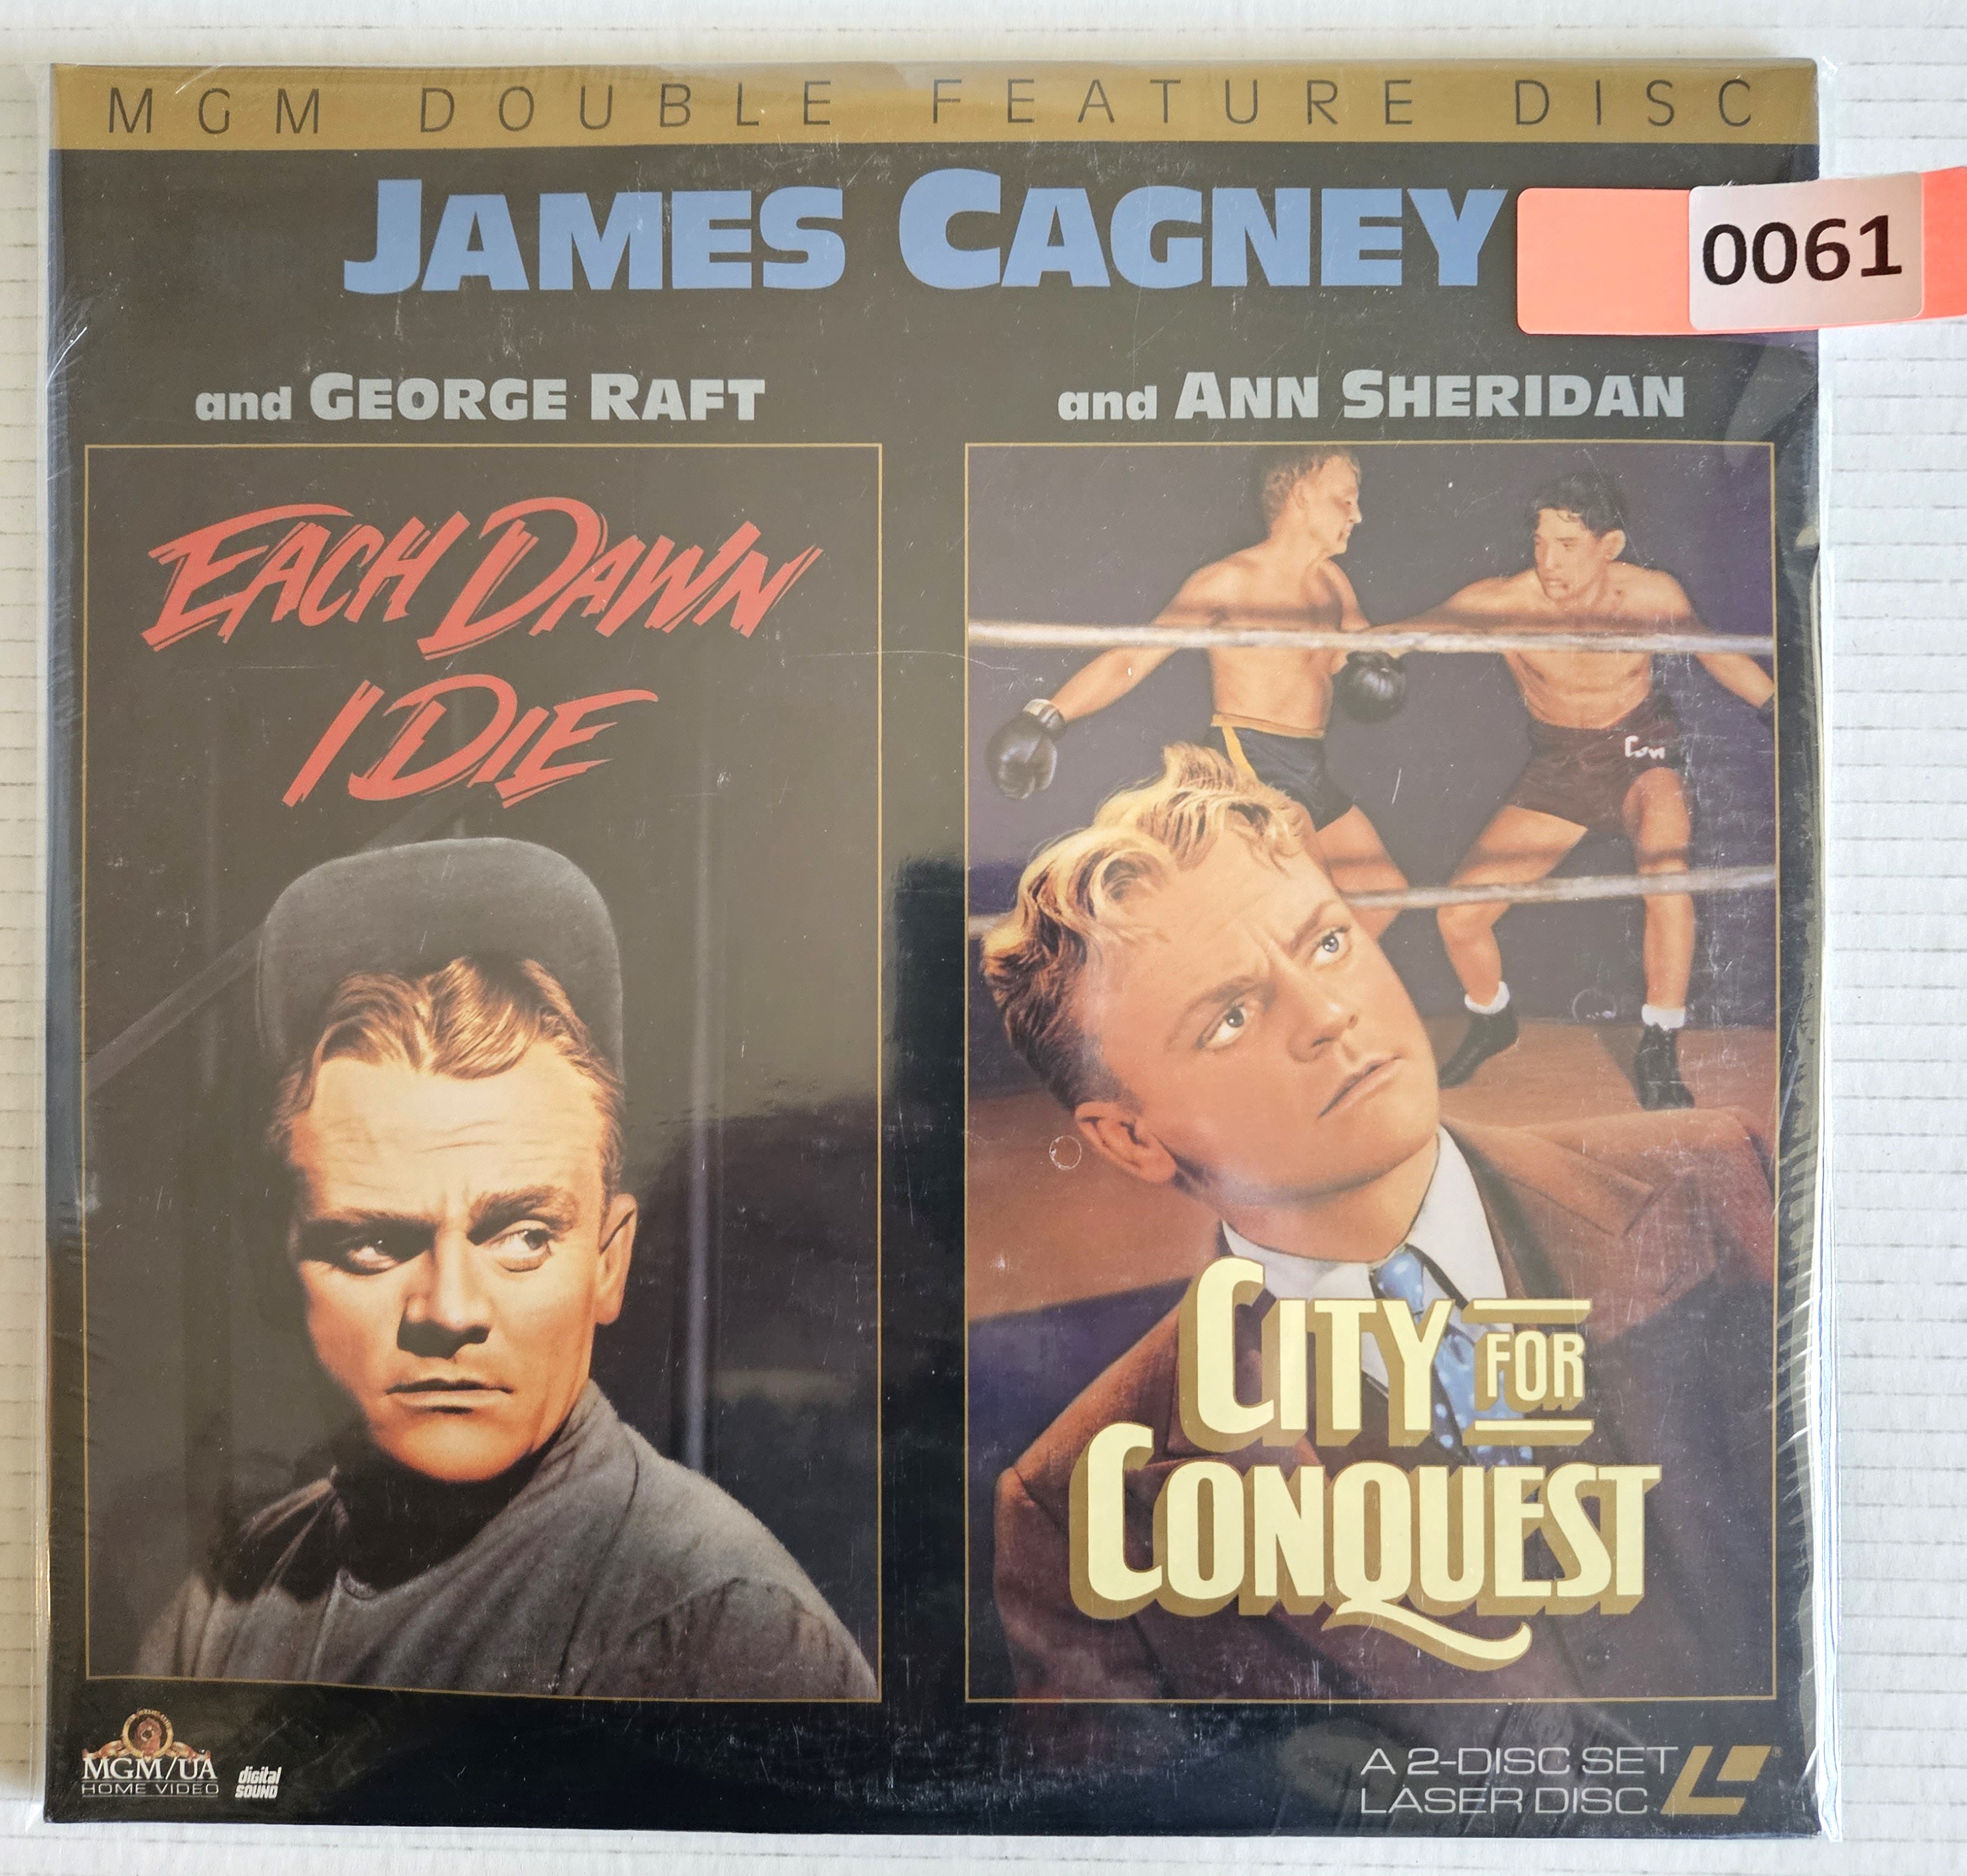 MGM DOUBLE FEATURE DISC
JAMES CAGNEY
0061
and GEORGE RAFT
and ANN SHERIDAN
EACH DAWN
I DIE
CITY FOR
CONQUEST
MGM/UA
HOME VIDEO
digital
SOUND
A 2-DISC SET
LASER DISC